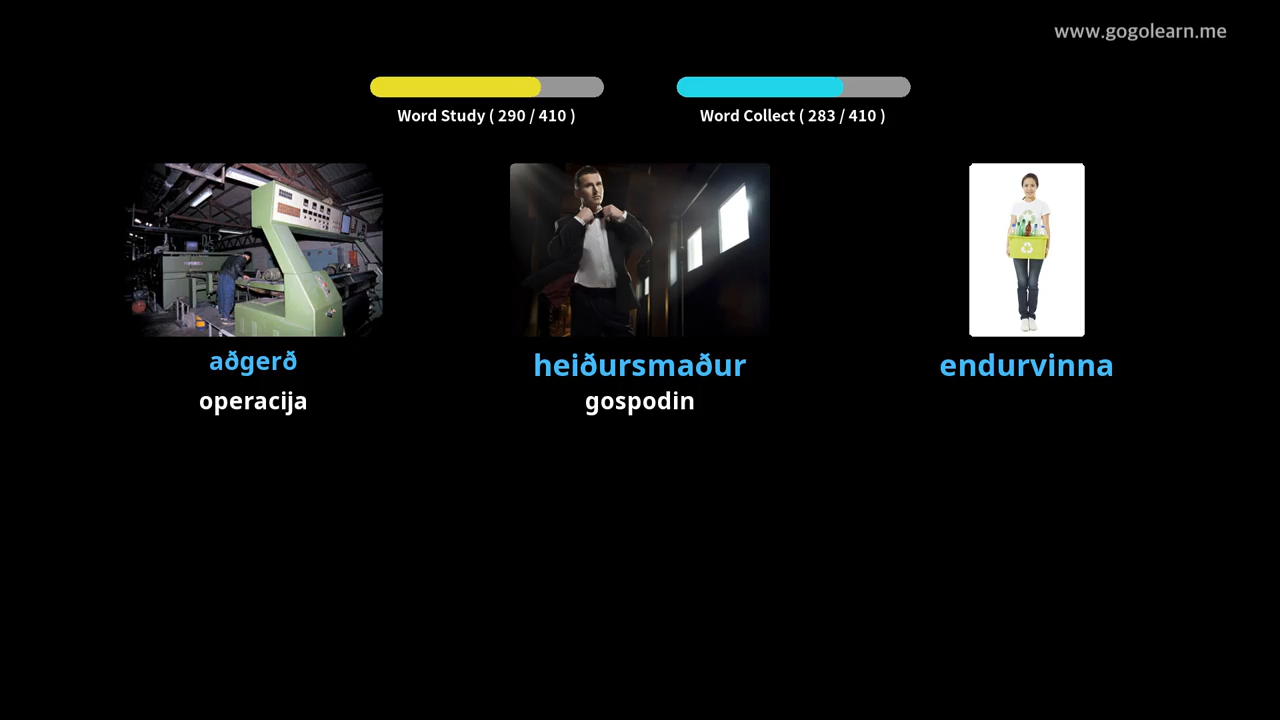 www.gogolearn.me
Word Study ( 290 / 410 )
Word Collect ( 283 / 410 )
aðgerð
operacija
heiðursmaður
gospodin
endurvinna